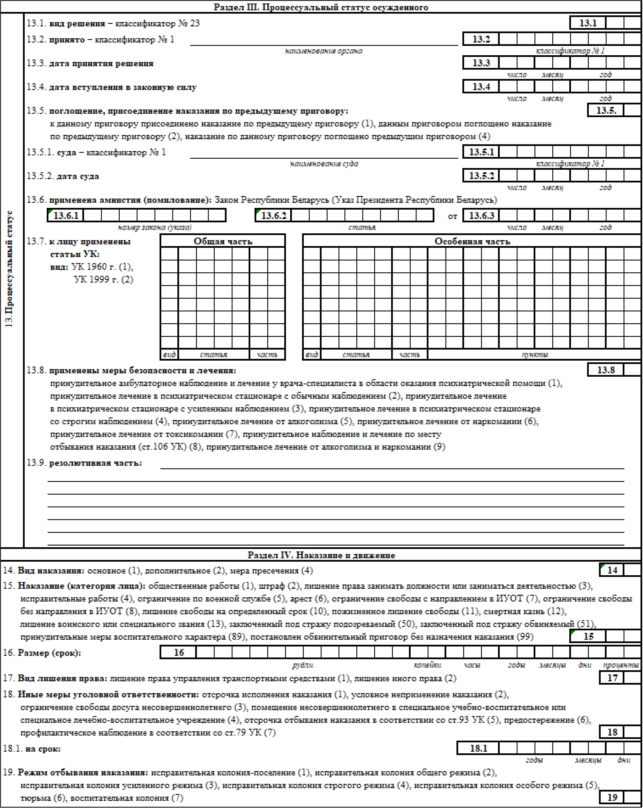 Раздел III. Процессуальный статус осужденного
13. Процессуальный статус
13.1. вид решения – классификатор № 23 13.1
13.2. принято – классификатор № 1 13.2
наименования органа классификатор № 1
13.3. дата принятия решения 13.3
число месяц год
13.4. дата вступления в законную силу 13.4
число месяц год
13.5. поглощение, присоединение наказания по предыдущему приговору: 13.5.
к данному приговору присоединено наказание по предыдущему приговору (1), данным приговором поглощено наказание
по предыдущему приговору (2), наказание по данному приговору поглощено предыдущим приговором (4)
13.5.1. суда – классификатор № 1 13.5.1
наименования суда классификатор № 1
13.5.2. дата суда 13.5.2
число месяц год
13.6. применена амнистия (помилование): Закон Республики Беларусь (Указ Президента Республики Беларусь)
13.6.1 13.6.2 от 13.6.3
номер закона (указа) статья число месяц год
13.7. к лицу применены Общая часть Особенная часть
статьи УК:
вид: УК 1960 г. (1),
УК 1999 г. (2)
вид статья часть вид статья часть пункты
13.8. применены меры безопасности и лечения: 13.8
принудительное амбулаторное наблюдение и лечение у врача-специалиста в области оказания психиатрической помощи (1),
принудительное лечение в психиатрическом стационаре с обычным наблюдением (2), принудительное лечение
в психиатрическом стационаре с усиленным наблюдением (3), принудительное лечение в психиатрическом стационаре
со строгим наблюдением (4), принудительное лечение от алкоголизма (5), принудительное лечение от наркомании (6),
принудительное лечение от токсикомании (7), принудительное наблюдение и лечение по месту
отбывания наказания (ст.106 УК) (8), принудительное лечение от алкоголизма и наркомании (9)
13.9. резолютивная часть:
Раздел IV. Наказание и движение
14. Вид наказания: основное (1), дополнительное (2), мера пресечения (4) 14
15. Наказание (категория лица): общественные работы (1), штраф (2), лишение права занимать должности или заниматься деятельностью (3),
исправительные работы (4), ограничение по военной службе (5), арест (6), ограничение свободы с направлением в ИУОТ (7), ограничение свободы
без направления в ИУОТ (8), лишение свободы на определенный срок (10), пожизненное лишение свободы (11), смертная казнь (12),
лишение воинского или специального звания (13), заключенный под стражу подозреваемый (50), заключенный под стражу обвиняемый (51),
принудительные меры воспитательного характера (89), постановлен обвинительный приговор без назначения наказания (99) 15
16. Размер (срок): 16
рубли копейки часы годы месяцы дни проценты
17. Вид лишения права: лишение права управления транспортными средствами (1), лишение иного права (2) 17
18. Иные меры уголовной ответственности: отсрочка исполнения наказания (1), условное неприменение наказания (2),
ограничение свободы досуга несовершеннолетнего (3), помещение несовершеннолетнего в специальное учебно-воспитательное или
специальное лечебно-воспитательное учреждение (4), отсрочка отбывания наказания в соответствии со ст.93 УК (5), предостережение (6),
профилактическое наблюдение в соответствии со ст.79 УК (7) 18
18.1. на срок: 18.1
годы месяцы дни
19. Режим отбывания наказания: исправительная колония-поселение (1), исправительная колония общего режима (2),
исправительная колония усиленного режима (3), исправительная колония строгого режима (4), исправительная колония особого режима (5),
тюрьма (6), воспитательная колония (7) 19